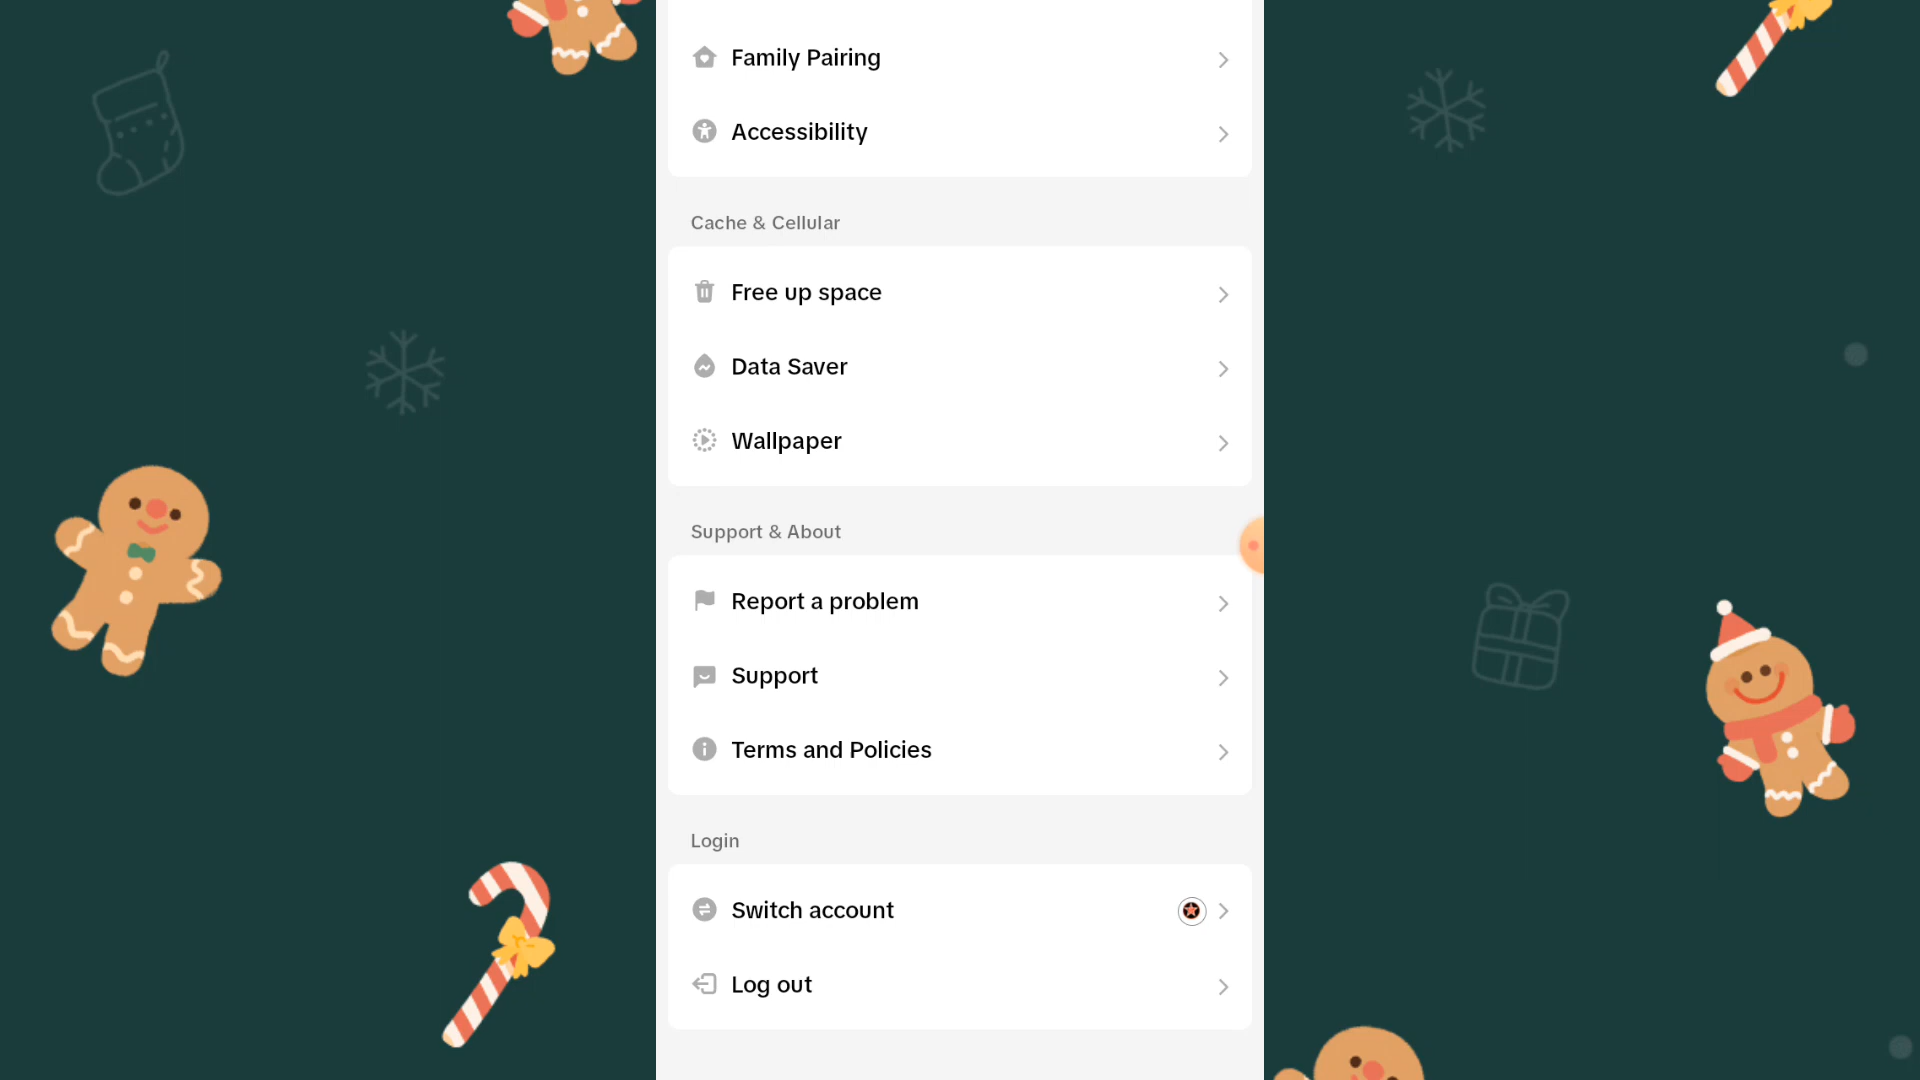 Family Pairing
Accessibility
Cache & Cellular
Free up space
Data Saver
Wallpaper
Support & About
Report a problem
Support
Terms and Policies
Login
Switch account
Log out